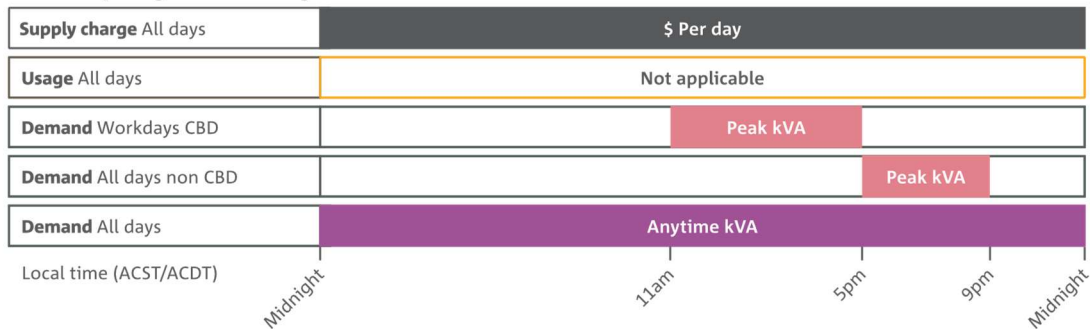 Supply charge All days $ Per day
Usage All days Not applicable
Demand Workdays CBD Peak kVA
Demand All days non CBD Peak kVA
Demand All days Anytime kVA
Local time (ACST/ACDT) Midnight 11am 5pm 9pm Midnight